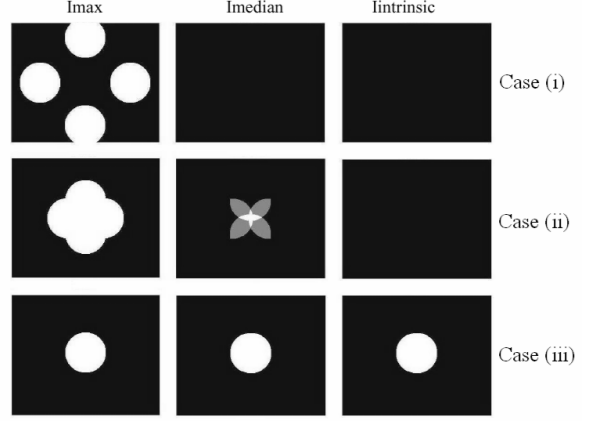 Imax Imedian Iintrinsic
Case (i)
Case (ii)
Case (iii)